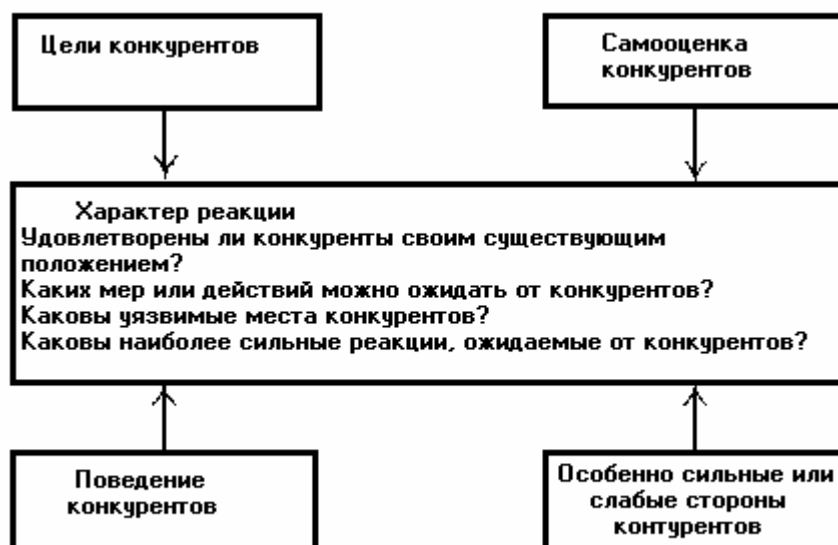 Цели конкурентов
Самооценка
конкурентов
Характер реакции
Удовлетворены ли конкуренты своим существующим
положением?
Каких мер или действий можно ожидать от конкурентов?
Каковы уязвимые места конкурентов?
Каковы наиболее сильные реакции, ожидаемые от конкурентов?
Поведение
конкурентов
Особенно сильные или
слабые стороны
контурентов